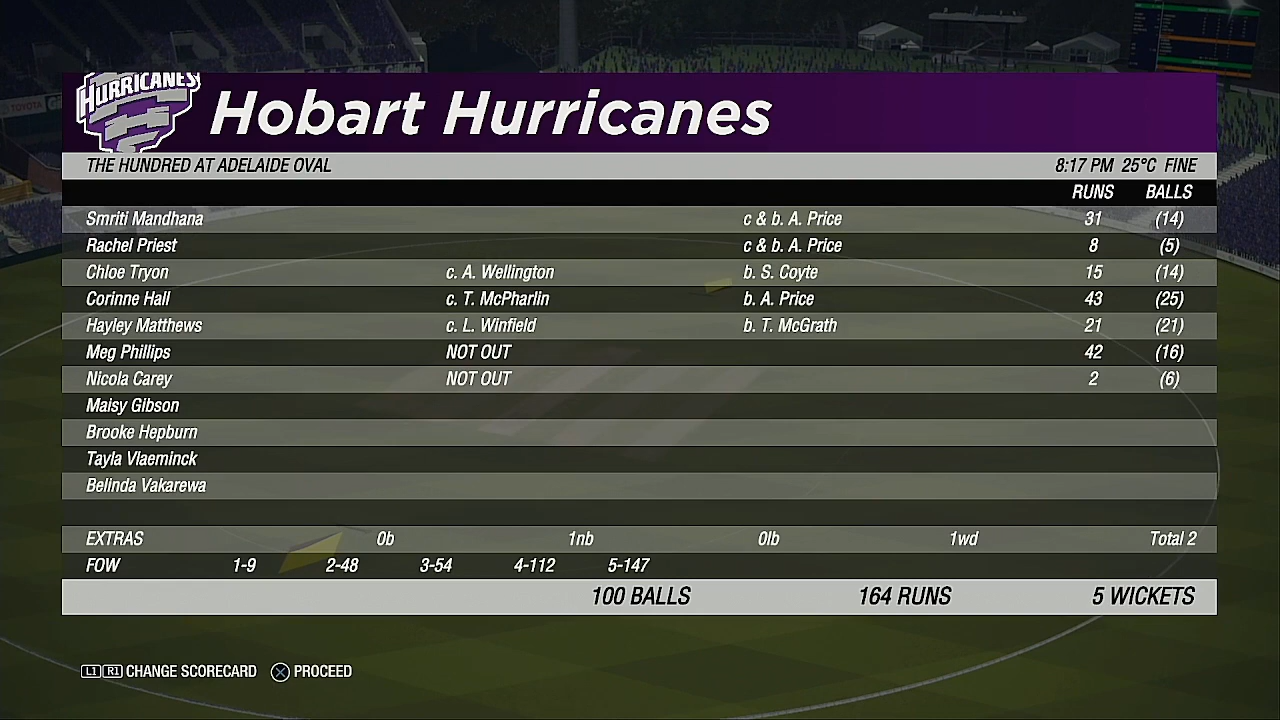 HURRICANES
Hobart Hurricanes
THE HUNDRED AT ADELAIDE OVAL 8:17 PM 25°C FINE
RUNS BALLS
Smriti Mandhana c & b. A. Price 31 (14)
Rachel Priest c & b. A. Price 8 (5)
Chloe Tryon c. A. Wellington b. S. Coyte 15 (14)
Corinne Hall c. T. McPharlin b. A. Price 43 (25)
Hayley Matthews c. L. Winfield b. T. McGrath 21 (21)
Meg Phillips NOT OUT 42 (16)
Nicola Carey NOT OUT 2 (6)
Maisy Gibson
Brooke Hepburn
Tayla Vlaeminck
Belinda Vakarewa
EXTRAS 0b 1nb 0lb 1wd Total 2
FOW 1-9 2-48 3-54 4-112 5-147
100 BALLS 164 RUNS 5 WICKETS
L1 R1 CHANGE SCORECARD PROCEED
TOYOTA